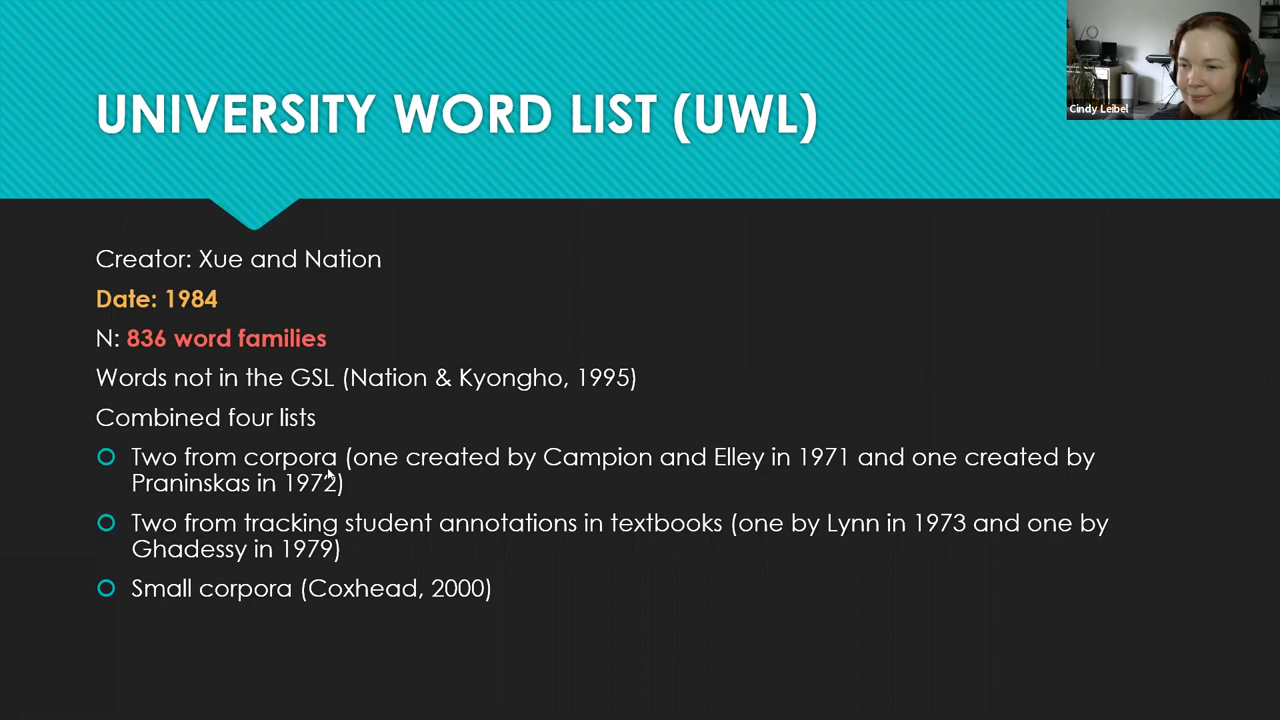 UNIVERSITY WORD LIST (UWL)
Cindy Leibel
Creator: Xue and Nation
Date: 1984
N: 836 word families
Words not in the GSL (Nation & Kyongho, 1995)
Combined four lists
Two from corpora (one created by Campion and Elley in 1971 and one created by
Praninskas in 1972)
Two from tracking student annotations in textbooks (one by Lynn in 1973 and one by
Ghadessy in 1979)
Small corpora (Coxhead, 2000)